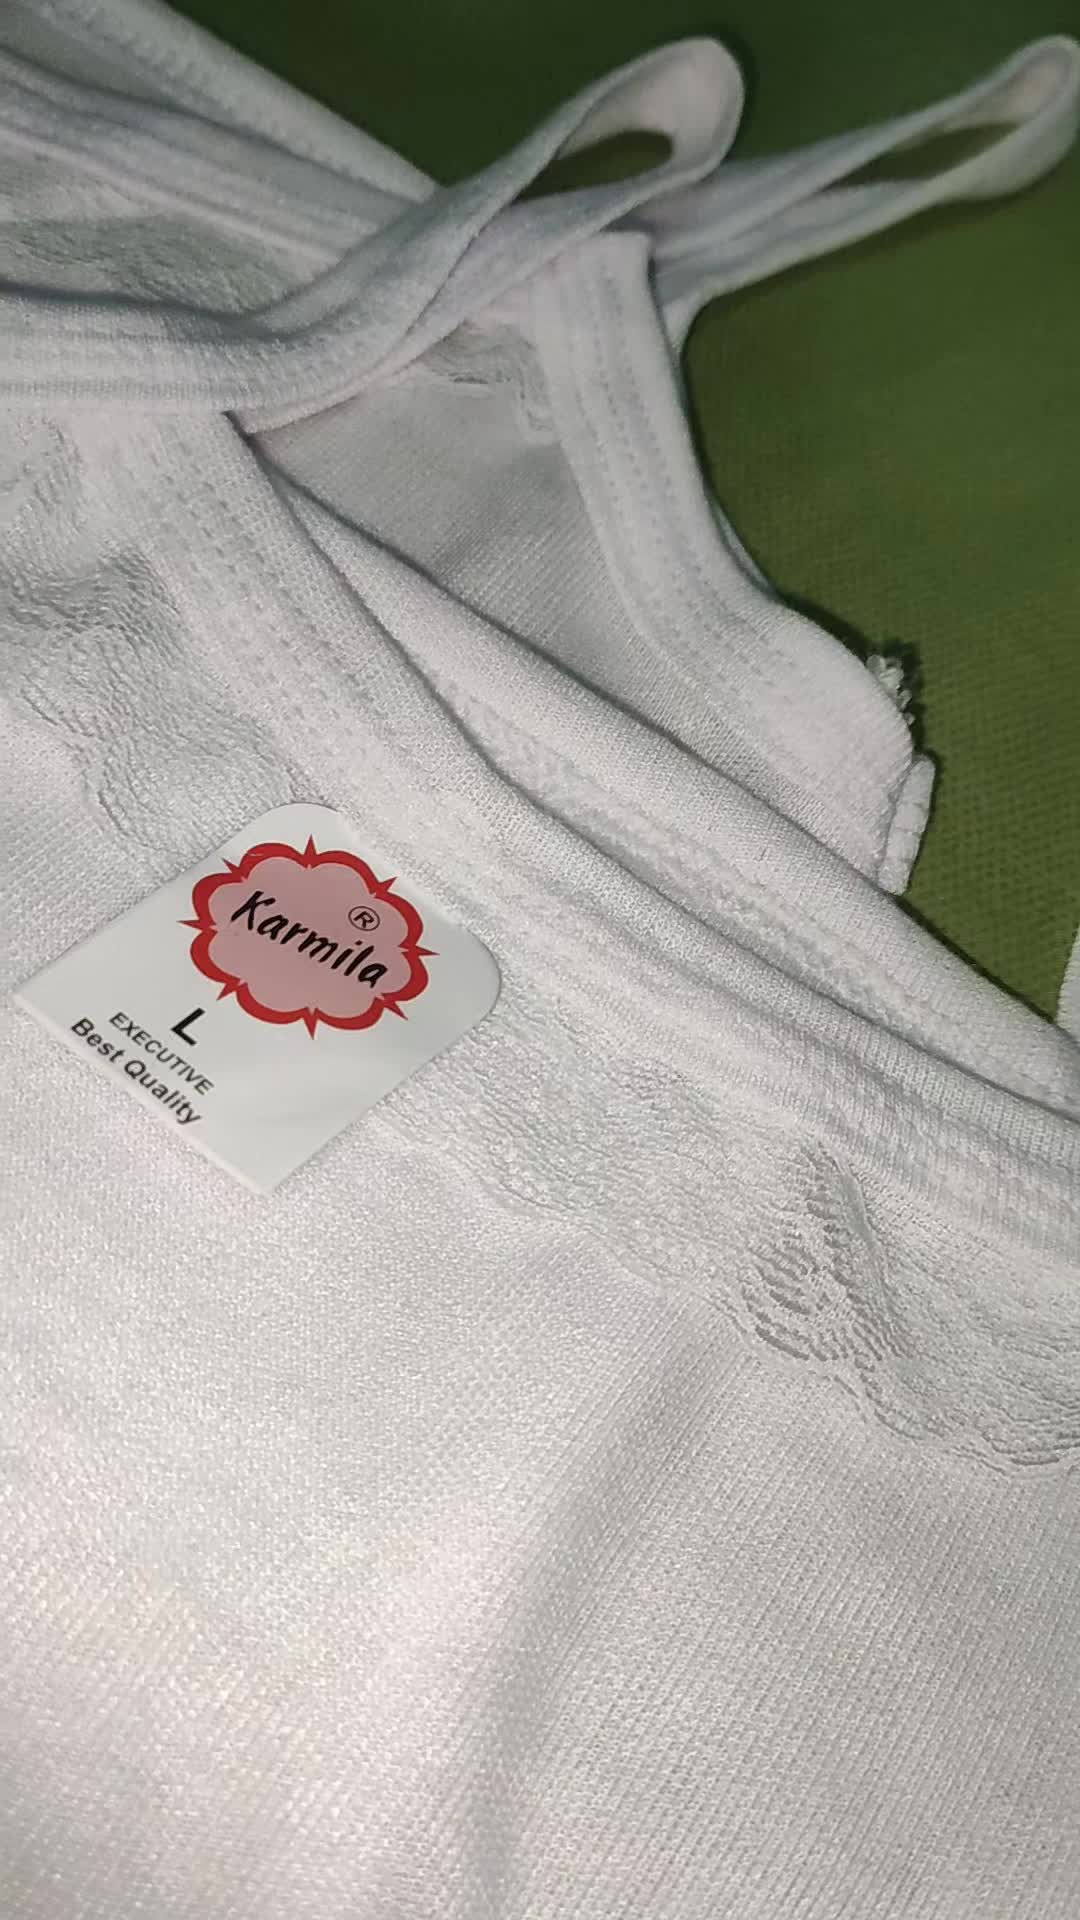 Karmila ®
L
EXECUTIVE
Best Quality